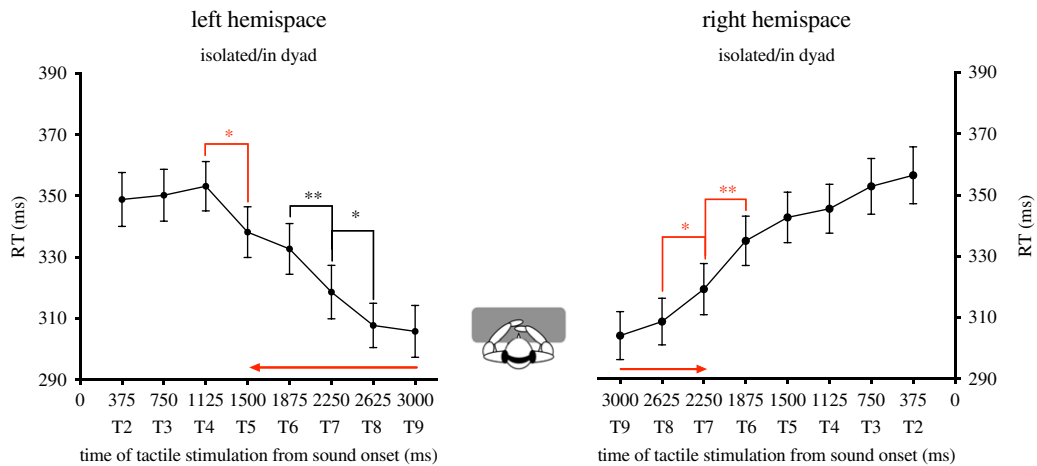 left hemispace
isolated/in dyad
390
370
350
330
310
290
RT (ms)
*
**
*
0 375 750 1125 1500 1875 2250 2625 3000
T2 T3 T4 T5 T6 T7 T8 T9
time of tactile stimulation from sound onset (ms)
right hemispace
isolated/in dyad
390
370
350
330
310
290
RT (ms)
*
**
3000 2625 2250 1875 1500 1125 750 375 0
T9 T8 T7 T6 T5 T4 T3 T2
time of tactile stimulation from sound onset (ms)